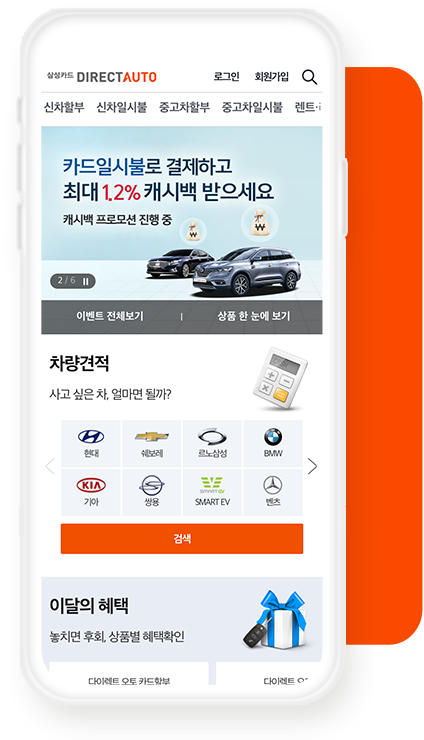 삼성카드 DIRECTAUTO 로그인 회원가입
신차할부 신차일시불 중고차할부 중고차일시불 렌트·
카드일시불로 결제하고
최대 1.2% 캐시백 받으세요
캐시백 프로모션 진행 중
₩ ₩
2 / 6
이벤트 전체보기 | 상품 한 눈에 보기
차량견적
사고 싶은 차, 얼마면 될까?
현대 쉐보레 르노삼성 BMW
KIA SMART EV
기아 쌍용 SMART EV 벤츠
검색
이달의 혜택
놓치면 후회, 상품별 혜택확인
다이렉트 오토 카드할부 다이렉트 오